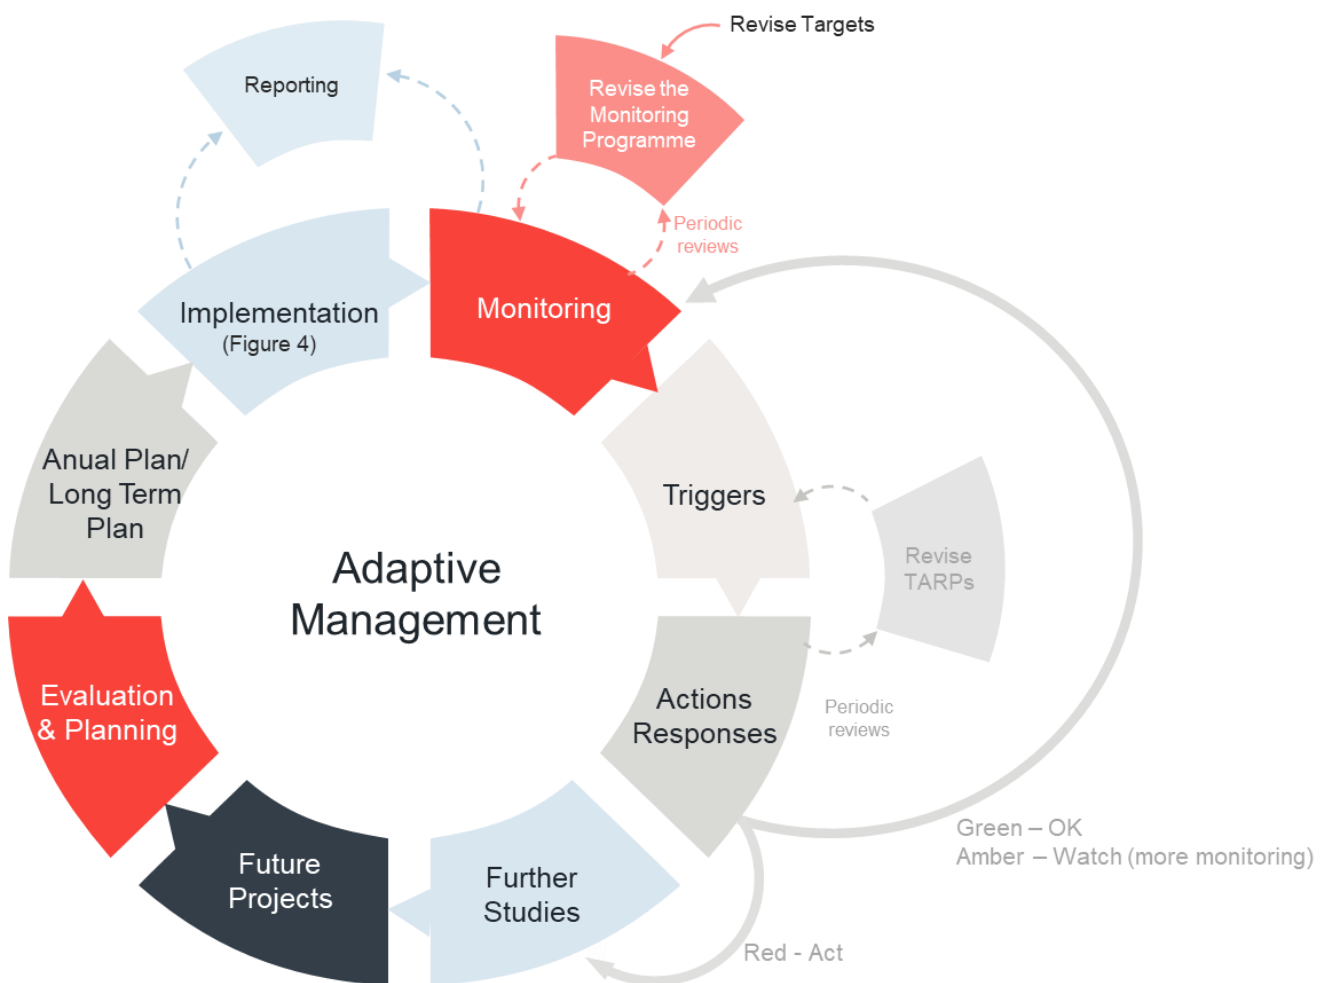 Revise Targets
Reporting
Revise the
Monitoring
Programme
Periodic
reviews
Implementation
(Figure 4)
Monitoring
Anual Plan/
Long Term
Plan
Triggers
Revise
TARPs
Adaptive
Management
Evaluation
& Planning
Actions
Responses
Periodic
reviews
Green – OK
Amber – Watch (more monitoring)
Future
Projects
Further
Studies
Red - Act